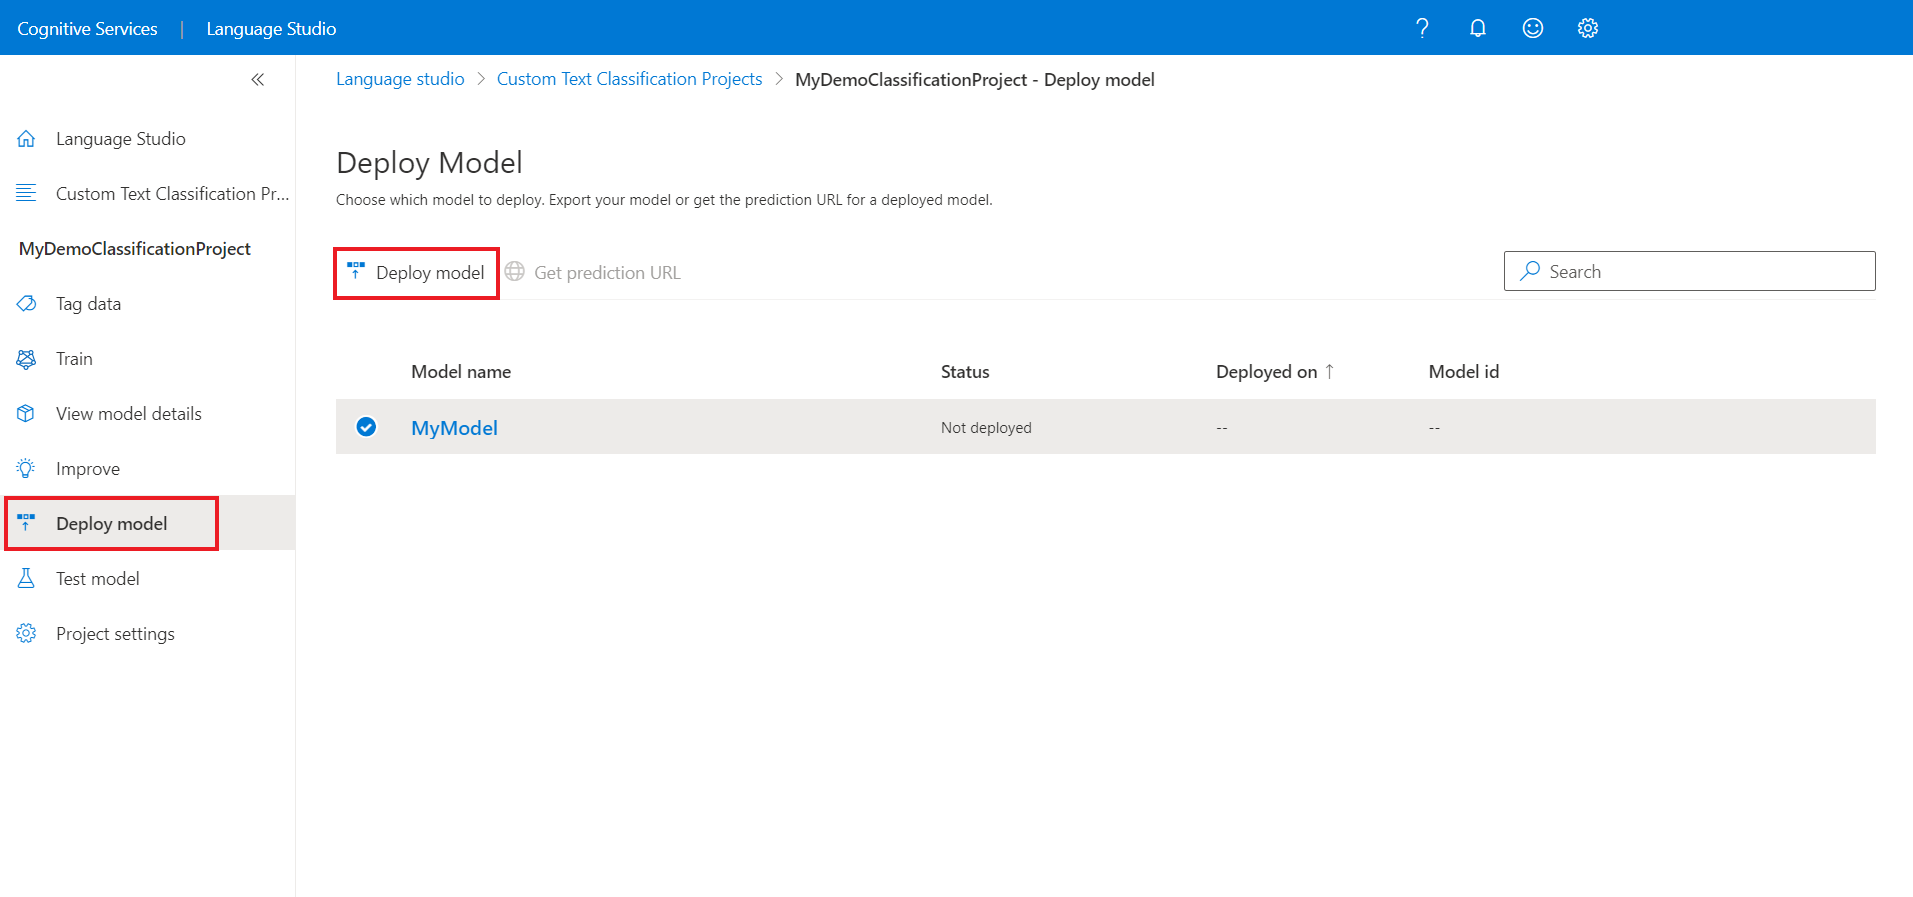 Cognitive Services | Language Studio
Language studio > Custom Text Classification Projects > MyDemoClassificationProject - Deploy model
Language Studio
Custom Text Classification Pr...
MyDemoClassificationProject
Tag data
Train
View model details
Improve
Deploy model
Test model
Project settings
Deploy Model
Choose which model to deploy. Export your model or get the prediction URL for a deployed model.
Deploy model Get prediction URL Search
Model name Status Deployed on ↑ Model id
MyModel Not deployed -- --